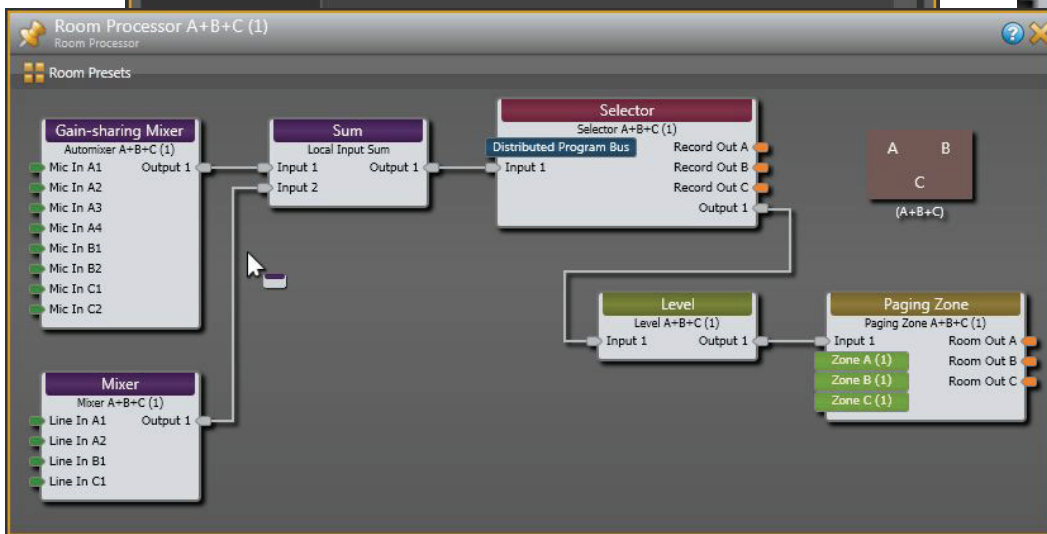 Room Processor A+B+C (1)
Room Processor
Room Presets
Gain-sharing Mixer
Automixer A+B+C (1)
Mic In A1 Output 1
Mic In A2
Mic In A3
Mic In A4
Mic In B1
Mic In B2
Mic In C1
Mic In C2
Sum
Local Input Sum
Input 1 Output 1
Input 2
Selector
Selector A+B+C (1)
Distributed Program Bus Record Out A
Input 1 Record Out B
Record Out C
Output 1
A B
C
(A+B+C)
Level
Level A+B+C (1)
Input 1 Output 1
Paging Zone
Paging Zone A+B+C (1)
Input 1 Room Out A
Zone A (1) Room Out B
Zone B (1) Room Out C
Zone C (1)
Mixer
Mixer A+B+C (1)
Line In A1 Output 1
Line In A2
Line In B1
Line In C1